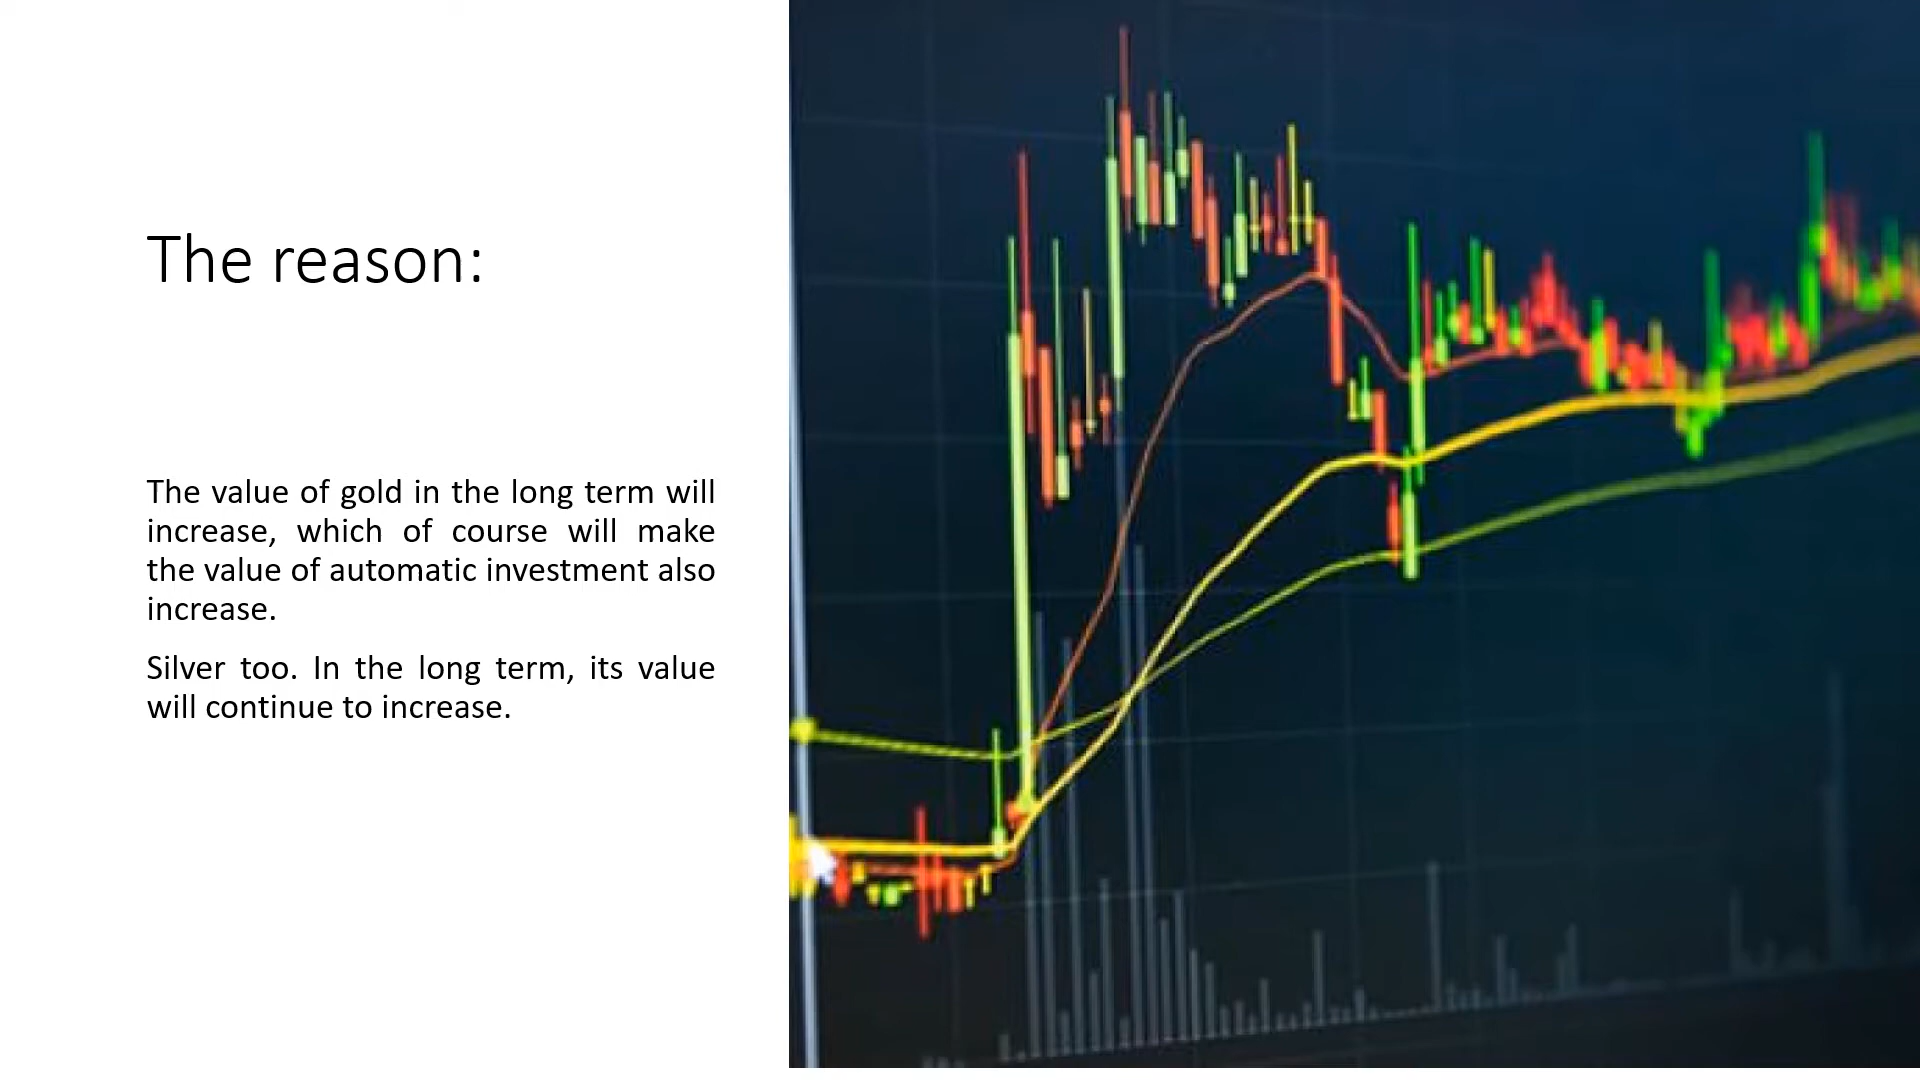 The reason:
The value of gold in the long term will
increase, which of course will make
the value of automatic investment also
increase.
Silver too. In the long term, its value
will continue to increase.